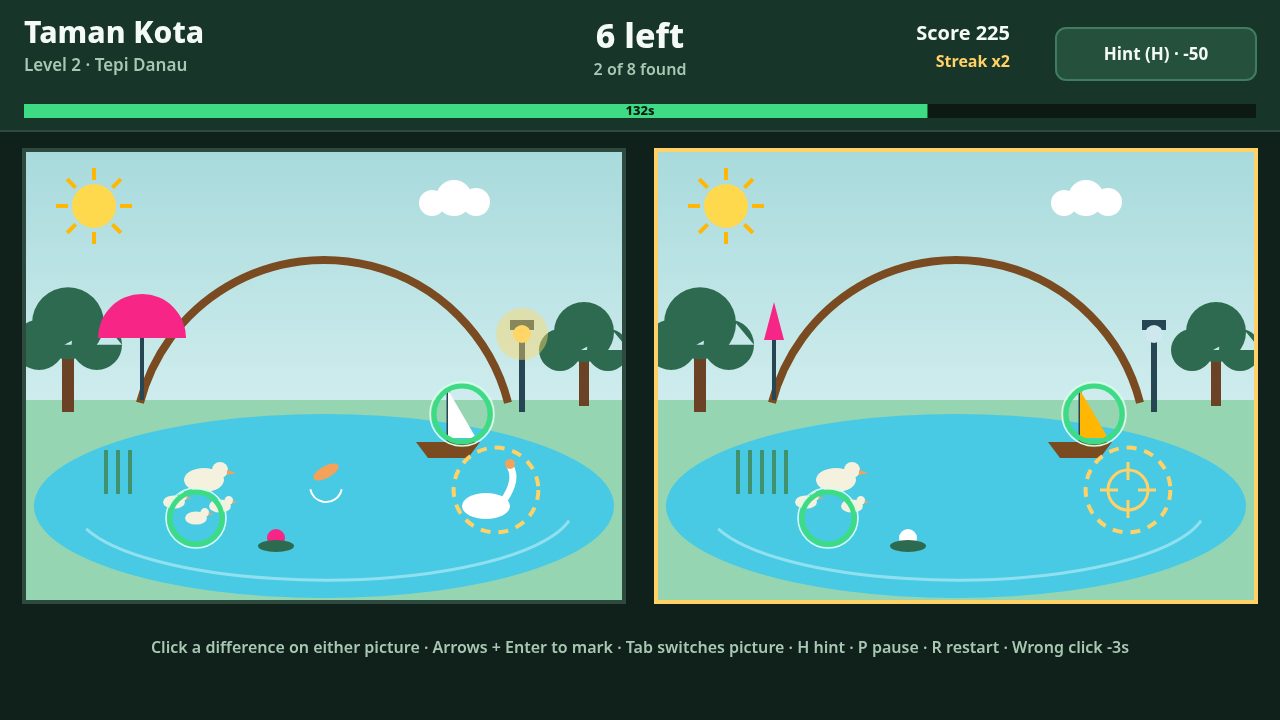 Taman Kota
Level 2 · Tepi Danau
6 left
2 of 8 found
Score 225
Streak x2
Hint (H) · -50
132s
Click a difference on either picture · Arrows + Enter to mark · Tab switches picture · H hint · P pause · R restart · Wrong click -3s